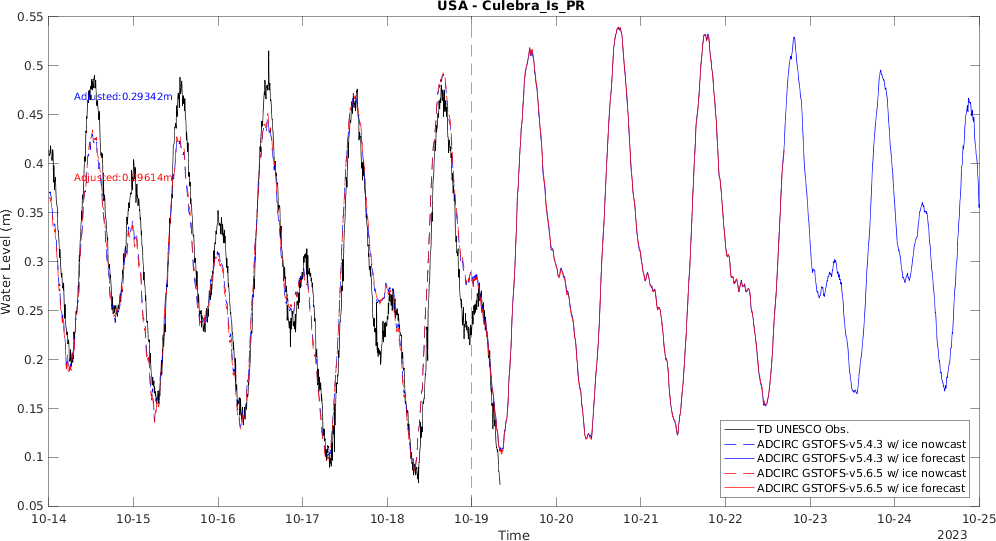 USA - Culebra_Is_PR
0.55
0.5
0.45
0.4
0.35
0.3
0.25
0.2
0.15
0.1
0.05
Water Level (m)
Adjusted:0.29342m
Adjusted:0.29614m
TD UNESCO Obs.
ADCIRC GSTOFS-v5.4.3 w/ ice nowcast
ADCIRC GSTOFS-v5.4.3 w/ ice forecast
ADCIRC GSTOFS-v5.6.5 w/ ice nowcast
ADCIRC GSTOFS-v5.6.5 w/ ice forecast
10-14 10-15 10-16 10-17 10-18 10-19 10-20 10-21 10-22 10-23 10-24 10-25
Time
2023